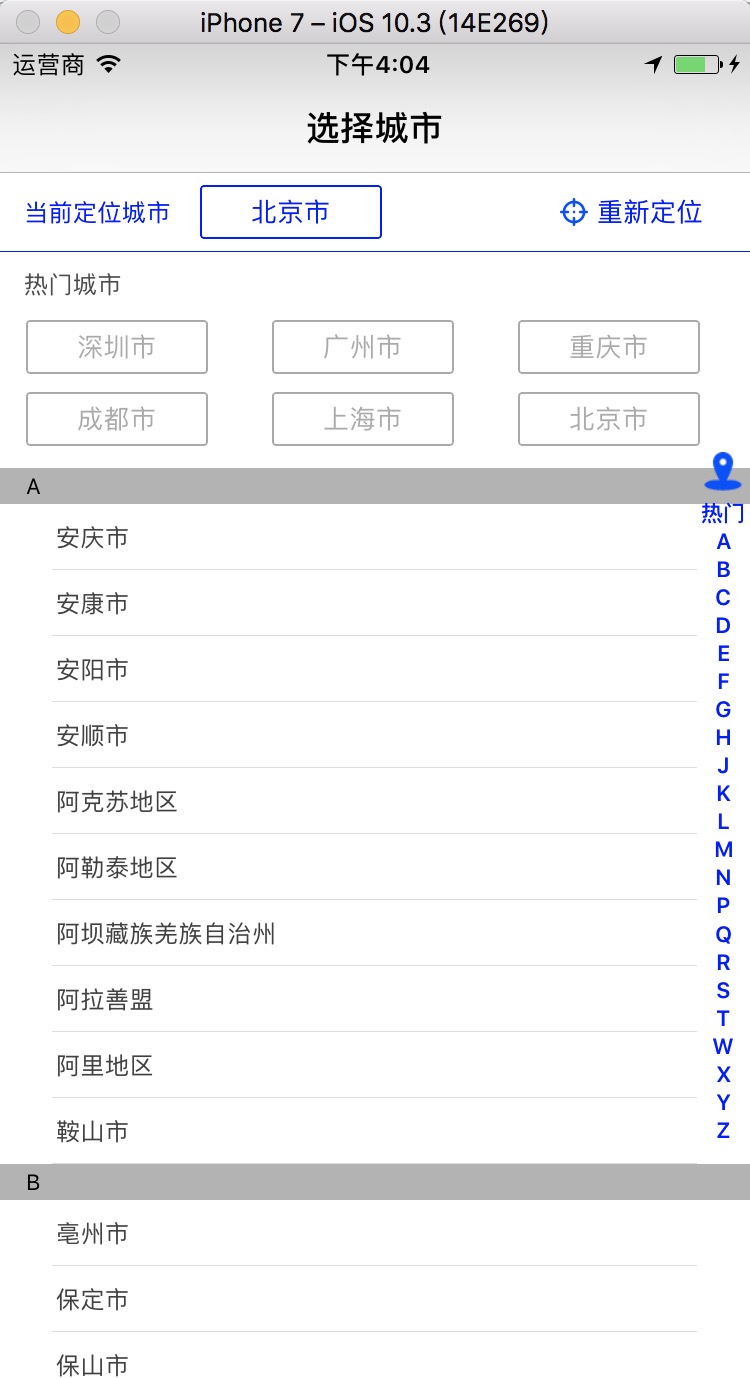 iPhone 7 – iOS 10.3 (14E269)
运营商 下午4:04
选择城市
当前定位城市 北京市 重新定位
热门城市
深圳市 广州市 重庆市
成都市 上海市 北京市
A
安庆市
安康市
安阳市
安顺市
阿克苏地区
阿勒泰地区
阿坝藏族羌族自治州
阿拉善盟
阿里地区
鞍山市
B
亳州市
保定市
保山市
热门
A
B
C
D
E
F
G
H
J
K
L
M
N
P
Q
R
S
T
W
X
Y
Z